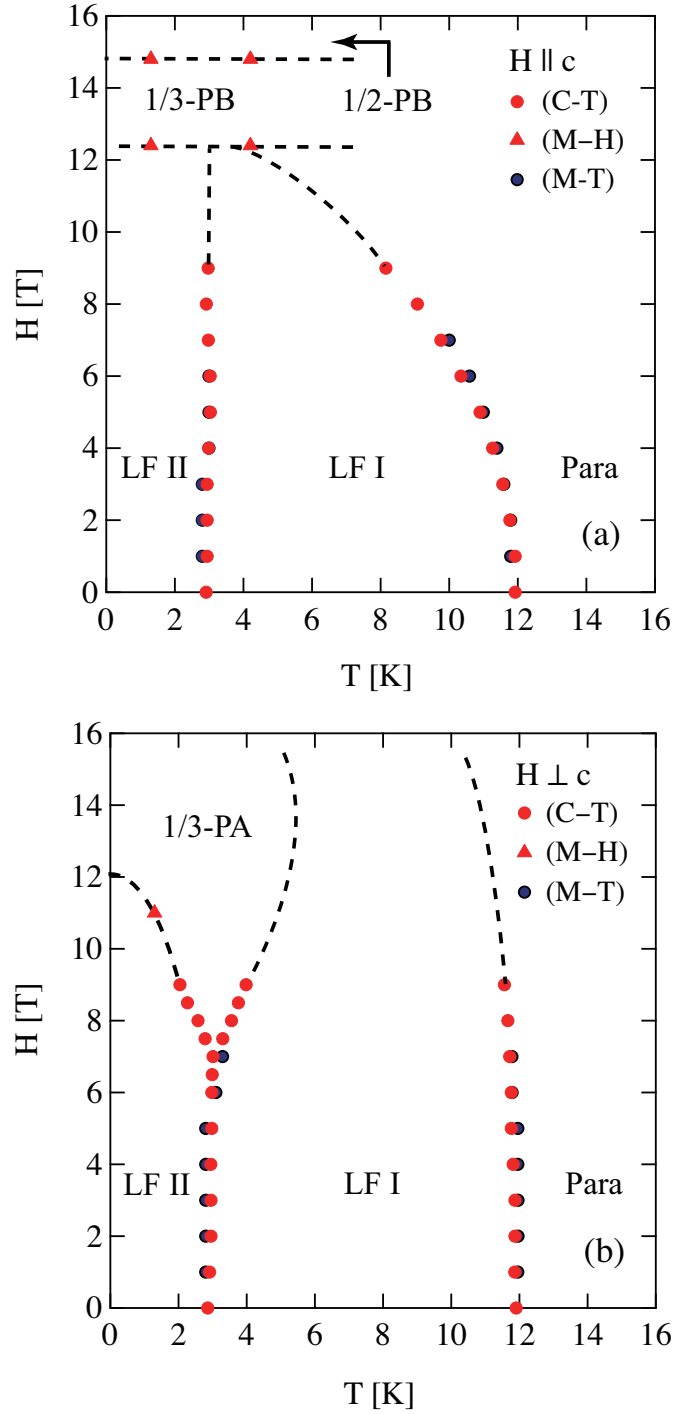 16
14
12
10
8
6
4
2
0
H [T]
1/3-PB
1/2-PB
H || c
(C-T)
(M−H)
(M-T)
LF II
LF I
Para
(a)
0 2 4 6 8 10 12 14 16
T [K]
16
14
12
10
8
6
4
2
0
H [T]
1/3-PA
H ⊥ c
(C−T)
(M−H)
(M−T)
LF II
LF I
Para
(b)
0 2 4 6 8 10 12 14 16
T [K]